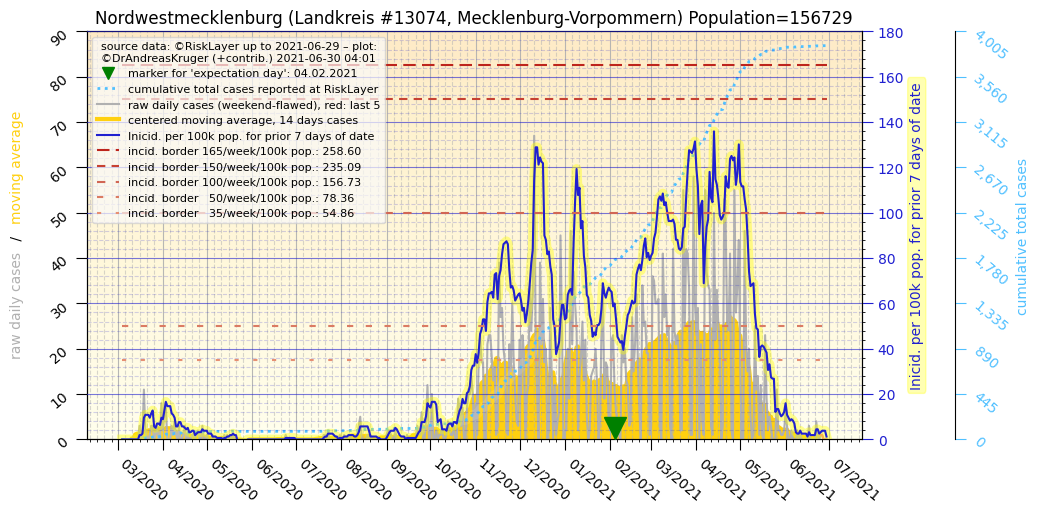 Nordwestmecklenburg (Landkreis #13074, Mecklenburg-Vorpommern) Population=156729
source data: ©RiskLayer up to 2021-06-29 – plot:
©DrAndreasKruger (+contrib.) 2021-06-30 04:01
marker for 'expectation day': 04.02.2021
cumulative total cases reported at RiskLayer
raw daily cases (weekend-flawed), red: last 5
centered moving average, 14 days cases
Inicid. per 100k pop. for prior 7 days of date
incid. border 165/week/100k pop.: 258.60
incid. border 150/week/100k pop.: 235.09
incid. border 100/week/100k pop.: 156.73
incid. border 50/week/100k pop.: 78.36
incid. border 35/week/100k pop.: 54.86
raw daily cases / moving average
90
80
70
60
50
40
30
20
10
0
03/2020
04/2020
05/2020
06/2020
07/2020
08/2020
09/2020
10/2020
11/2020
12/2020
01/2021
02/2021
03/2021
04/2021
05/2021
06/2021
07/2021
180
160
140
120
100
80
60
40
20
0
Inicid. per 100k pop. for prior 7 days of date
4,005
3,560
3,115
2,670
2,225
1,780
1,335
890
445
0
cumulative total cases